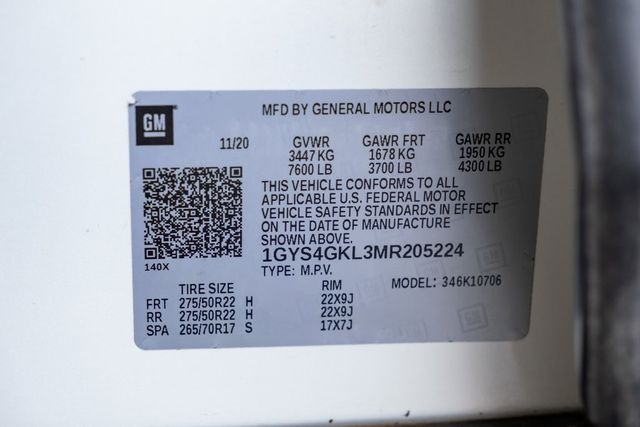 MFD BY GENERAL MOTORS LLC
GM
11/20 GVWR GAWR FRT GAWR RR
3447 KG 1678 KG 1950 KG
7600 LB 3700 LB 4300 LB
THIS VEHICLE CONFORMS TO ALL
APPLICABLE U.S. FEDERAL MOTOR
VEHICLE SAFETY STANDARDS IN EFFECT
ON THE DATE OF MANUFACTURE
SHOWN ABOVE.
1GYS4GKL3MR205224
140X
TYPE: M.P.V.
TIRE SIZE RIM MODEL: 346K10706
FRT 275/50R22 H 22X9J
RR 275/50R22 H 22X9J
SPA 265/70R17 S 17X7J